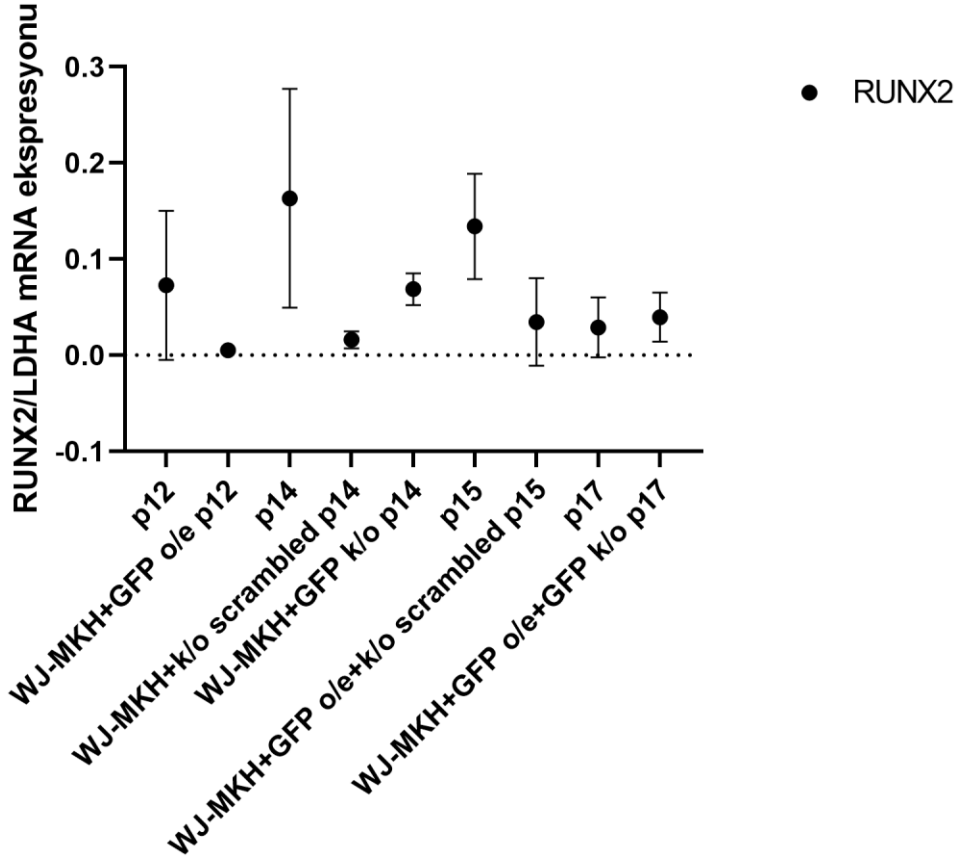 RUNX2/LDHA mRNA ekspresyonu
0.3
0.2
0.1
0.0
-0.1
p12
WJ-MKH+GFP o/e p12
p14
WJ-MKH+k/o scrambled p14
WJ-MKH+GFP k/o p14
p15
WJ-MKH+GFP o/e+k/o scrambled p15
p17
WJ-MKH+GFP o/e+GFP k/o p17
RUNX2